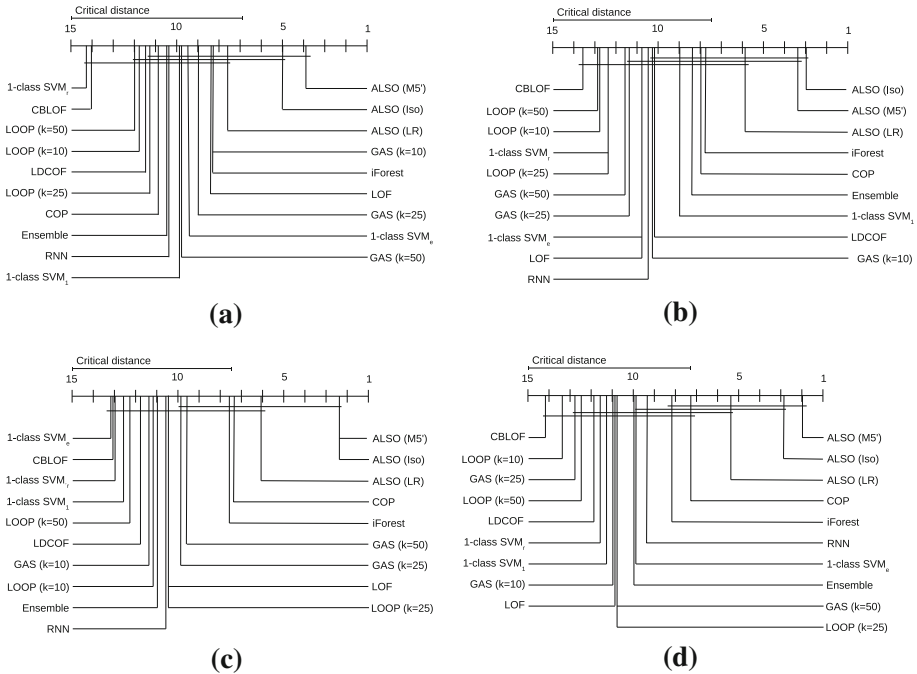 Critical distance
15 10 5 1
1-class SVMr
CBLOF
LOOP (k=50)
LOOP (k=10)
LDCOF
LOOP (k=25)
COP
Ensemble
RNN
1-class SVM1
ALSO (M5')
ALSO (Iso)
ALSO (LR)
GAS (k=10)
iForest
LOF
GAS (k=25)
1-class SVMe
GAS (k=50)
(a)
Critical distance
15 10 5 1
CBLOF
LOOP (k=50)
LOOP (k=10)
1-class SVMr
LOOP (k=25)
GAS (k=50)
GAS (k=25)
1-class SVMe
LOF
RNN
ALSO (Iso)
ALSO (M5')
ALSO (LR)
iForest
COP
Ensemble
1-class SVM1
LDCOF
GAS (k=10)
(b)
Critical distance
15 10 5 1
1-class SVMe
CBLOF
1-class SVMr
1-class SVM1
LOOP (k=50)
LDCOF
GAS (k=10)
LOOP (k=10)
Ensemble
RNN
ALSO (M5')
ALSO (Iso)
ALSO (LR)
COP
iForest
GAS (k=50)
GAS (k=25)
LOF
LOOP (k=25)
(c)
Critical distance
15 10 5 1
CBLOF
LOOP (k=10)
GAS (k=25)
LOOP (k=50)
LDCOF
1-class SVMr
1-class SVM1
GAS (k=10)
LOF
ALSO (M5')
ALSO (Iso)
ALSO (LR)
COP
iForest
RNN
1-class SVMe
Ensemble
GAS (k=50)
LOOP (k=25)
(d)